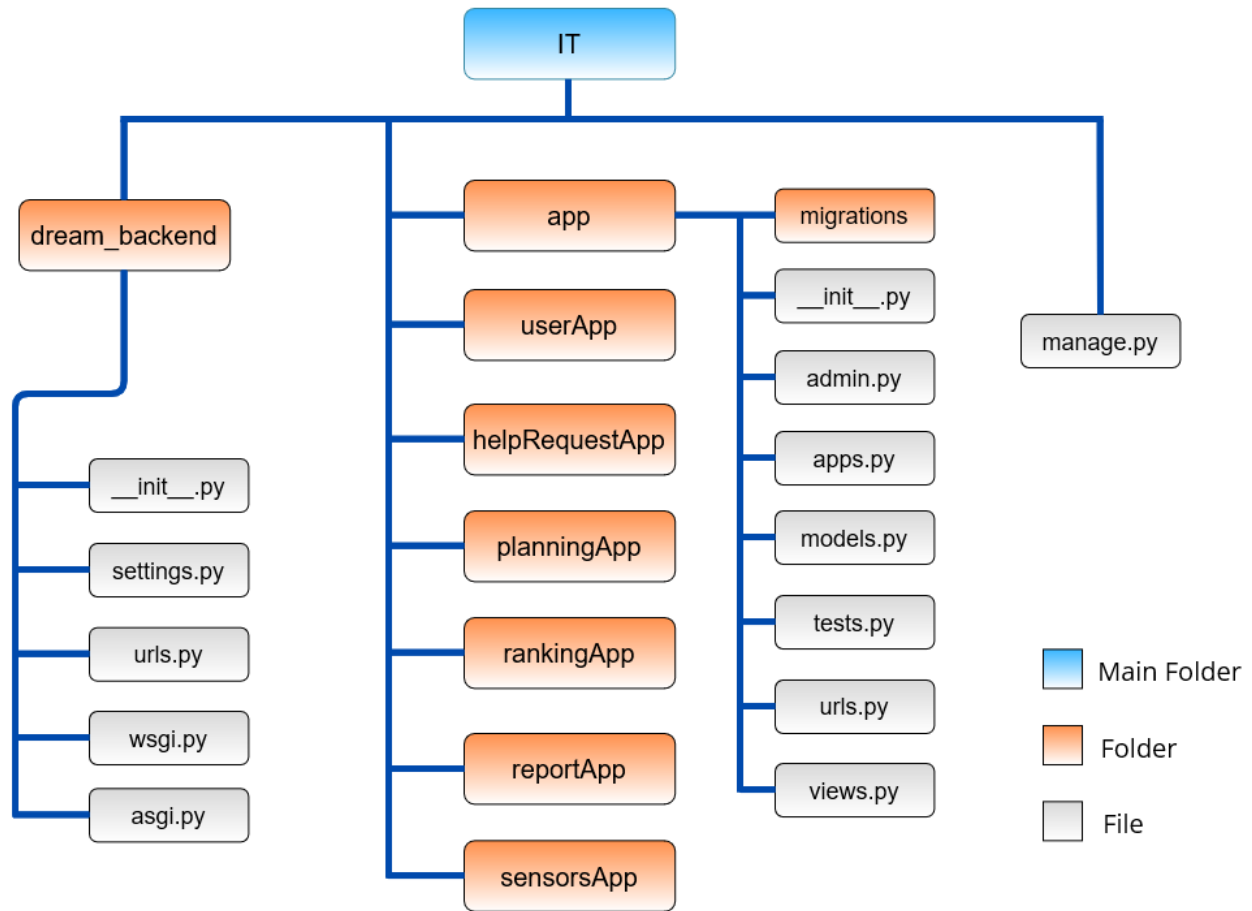 IT
dream_backend
__init__.py
settings.py
urls.py
wsgi.py
asgi.py
app
userApp
helpRequestApp
planningApp
rankingApp
reportApp
sensorsApp
migrations
__init__.py
admin.py
apps.py
models.py
tests.py
urls.py
views.py
manage.py
Main Folder
Folder
File